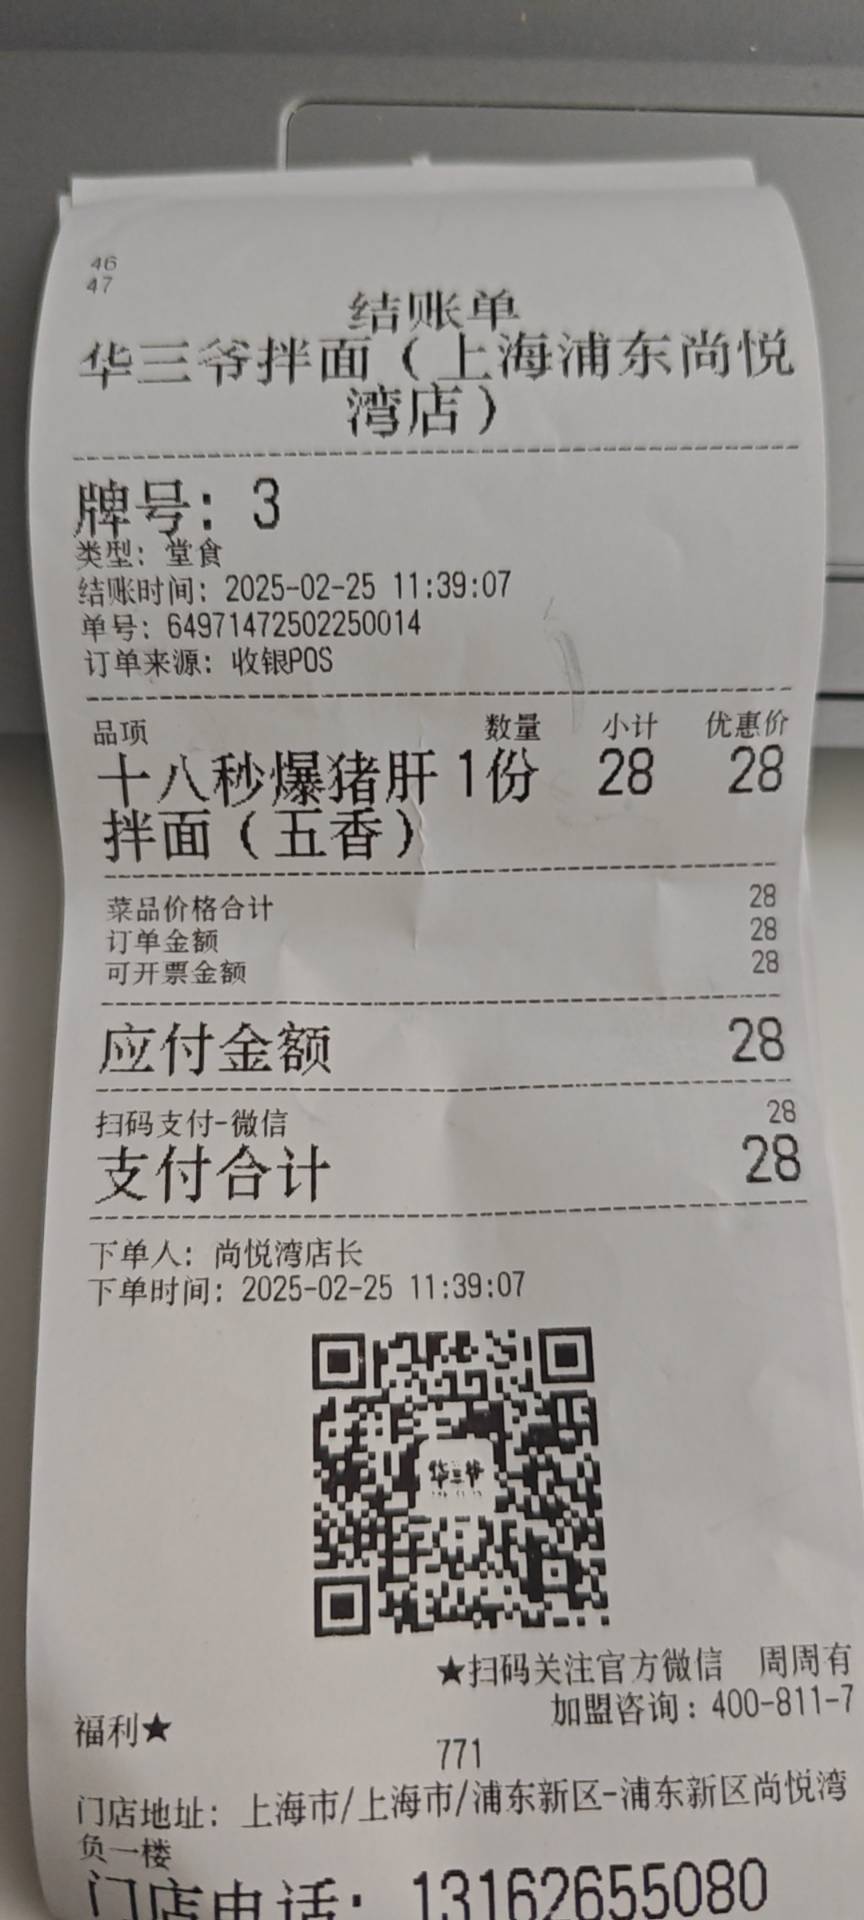 46
47
结账单
华三爷拌面（上海浦东尚悦
湾店）
牌号：3
类型：堂食
结账时间：2025-02-25 11:39:07
单号：64971472502250014
订单来源：收银POS
品项 数量 小计 优惠价
十八秒爆猪肝 1份 28 28
拌面（五香）
菜品价格合计 28
订单金额 28
可开票金额 28
应付金额 28
扫码支付-微信 28
支付合计 28
下单人：尚悦湾店长
下单时间：2025-02-25 11:39:07
华三爷
★扫码关注官方微信 周周有
福利★
加盟咨询：400-811-7
771
门店地址：上海市/上海市/浦东新区-浦东新区尚悦湾
负一楼
门店电话：13162655080